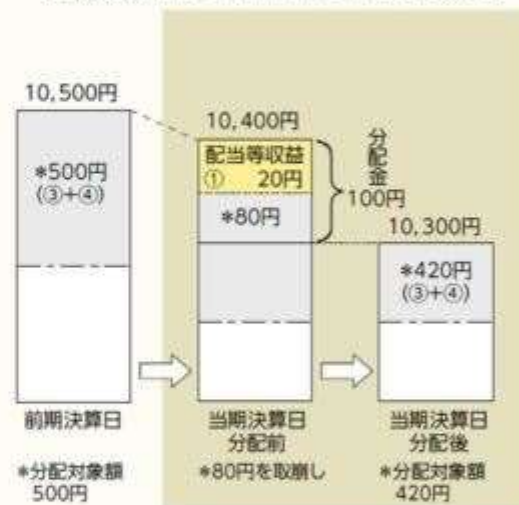 10,500円
*500円
(③+④)
前期決算日
*分配対象額
500円
10,400円
配当等収益
① 20円
*80円
分配金
100円
当期決算日
分配前
*80円を取崩し
10,300円
*420円
(③+④)
当期決算日
分配後
*分配対象額
420円